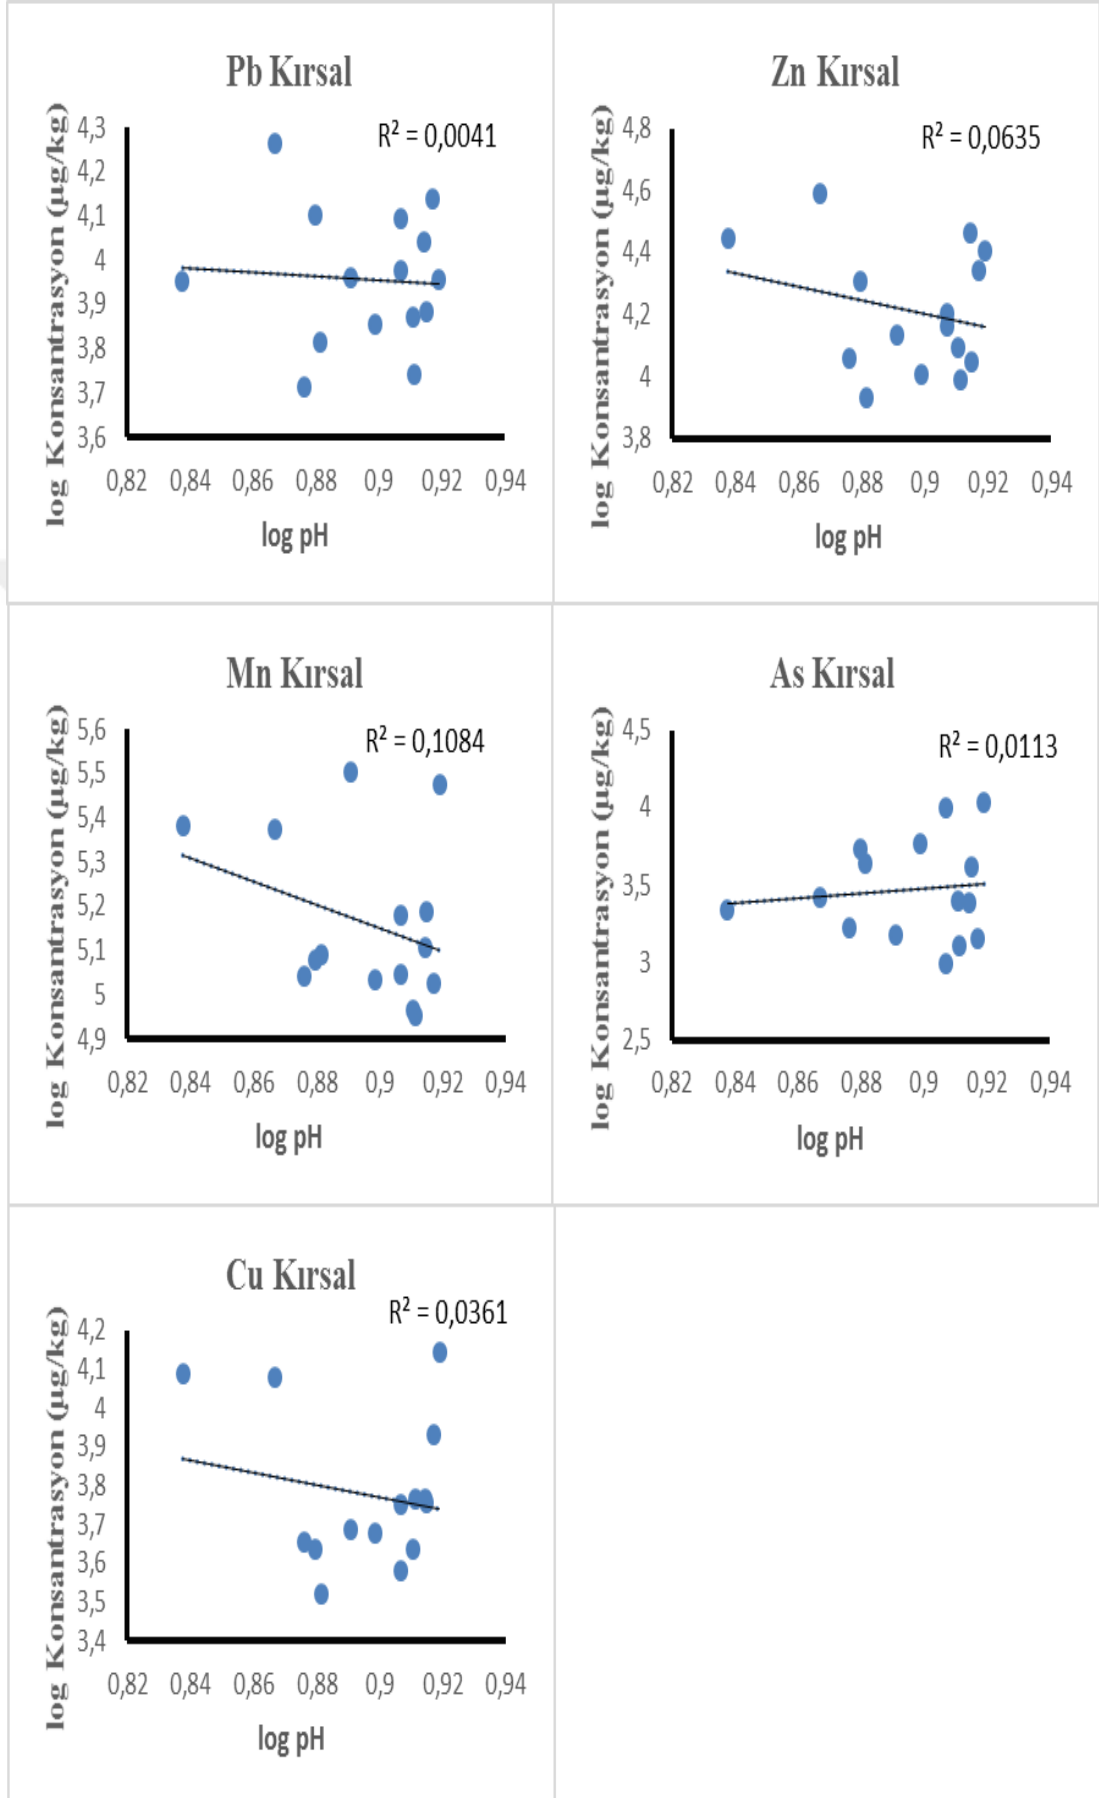 Pb Kırsal
R² = 0,0041
log Konsantrasyon (µg/kg)
4,3
4,2
4,1
4
3,9
3,8
3,7
3,6
0,82 0,84 0,86 0,88 0,9 0,92 0,94
log pH
Zn Kırsal
R² = 0,0635
log Konsantrasyon (µg/kg)
4,8
4,6
4,4
4,2
4
3,8
0,82 0,84 0,86 0,88 0,9 0,92 0,94
log pH
Mn Kırsal
R² = 0,1084
log Konsantrasyon (µg/kg)
5,6
5,5
5,4
5,3
5,2
5,1
5
4,9
0,82 0,84 0,86 0,88 0,9 0,92 0,94
log pH
As Kırsal
R² = 0,0113
log Konsantrasyon (µg/kg)
4,5
4
3,5
3
2,5
0,82 0,84 0,86 0,88 0,9 0,92 0,94
log pH
Cu Kırsal
R² = 0,0361
log Konsantrasyon (µg/kg)
4,2
4,1
4
3,9
3,8
3,7
3,6
3,5
3,4
0,82 0,84 0,86 0,88 0,9 0,92 0,94
log pH